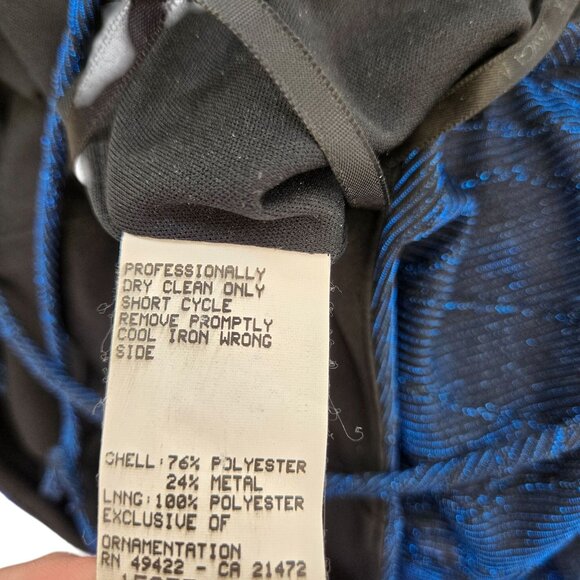 PROFESSIONALLY
DRY CLEAN ONLY
SHORT CYCLE
REMOVE PROMPTLY
COOL IRON WRONG
SIDE
SHELL: 76% POLYESTER
24% METAL
LNNG: 100% POLYESTER
EXCLUSIVE OF
ORNAMENTATION
RN 49422 - CA 21472